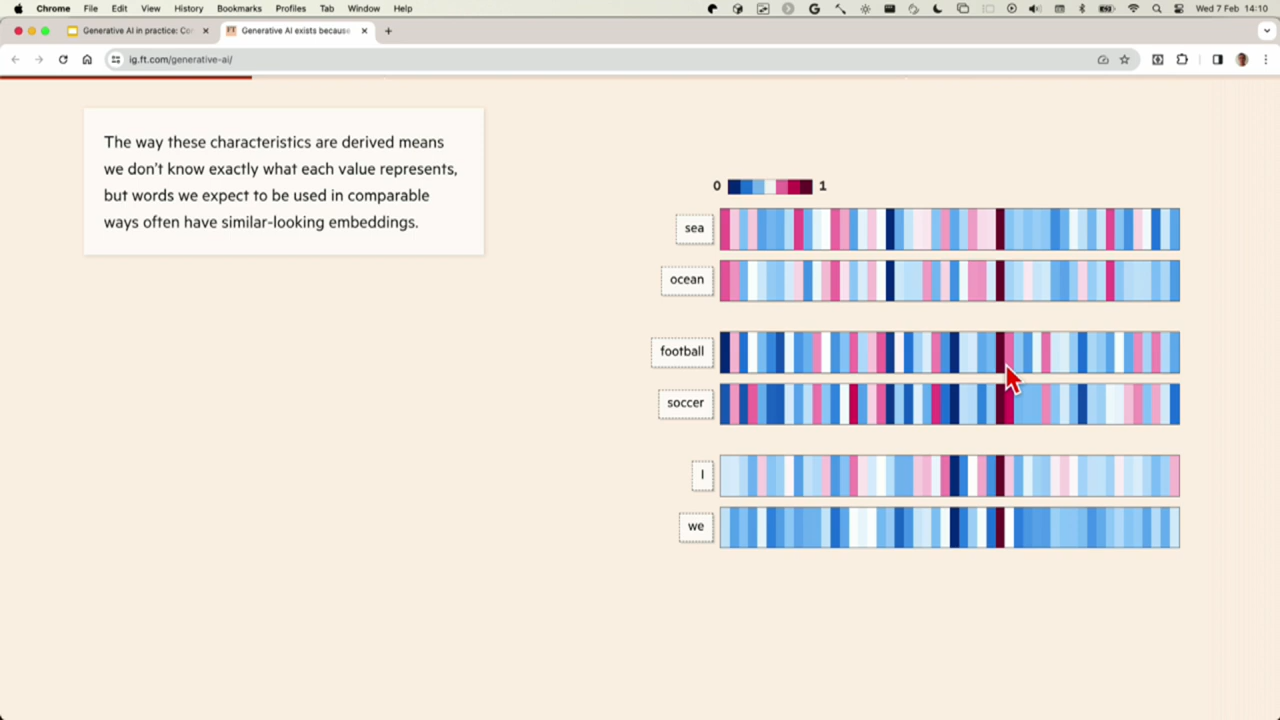 Chrome File Edit View History Bookmarks Profiles Tab Window Help Wed 7 Feb 14:10
Generative AI in practice: Cor
FT Generative AI exists because
ig.ft.com/generative-ai/
The way these characteristics are derived means
we don't know exactly what each value represents,
but words we expect to be used in comparable
ways often have similar-looking embeddings.
0 1
sea
ocean
football
soccer
I
we